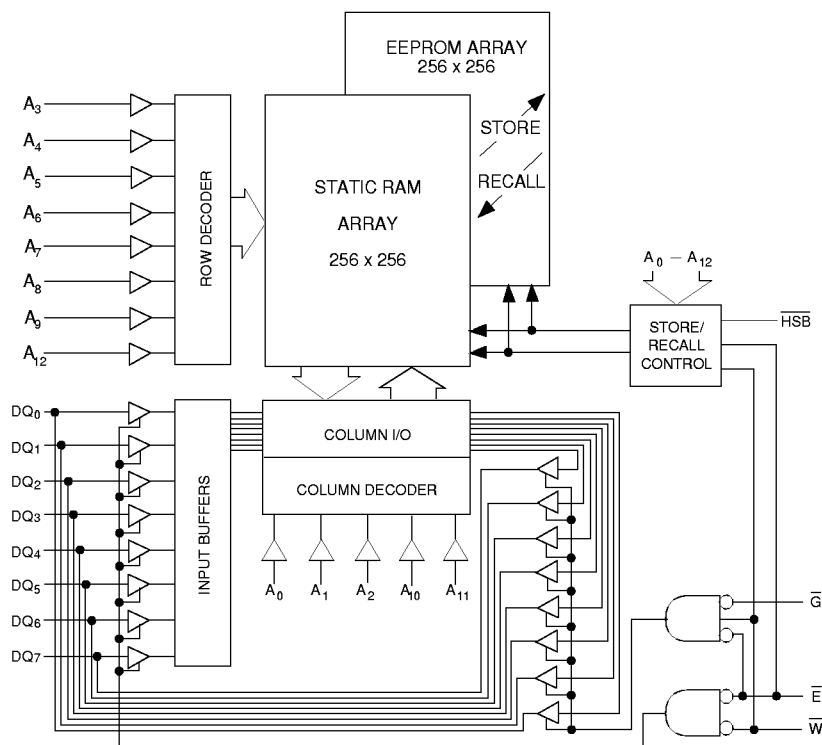 EEPROM ARRAY
256 x 256
STORE
RECALL
A3
A4
A5
A6
A7
A8
A9
A12
ROW DECODER
STATIC RAM
ARRAY
256 x 256
A0 – A12
STORE/
RECALL
CONTROL
HSB
DQ0
DQ1
DQ2
DQ3
DQ4
DQ5
DQ6
DQ7
INPUT BUFFERS
COLUMN I/O
COLUMN DECODER
A0
A1
A2
A10
A11
G
E
W